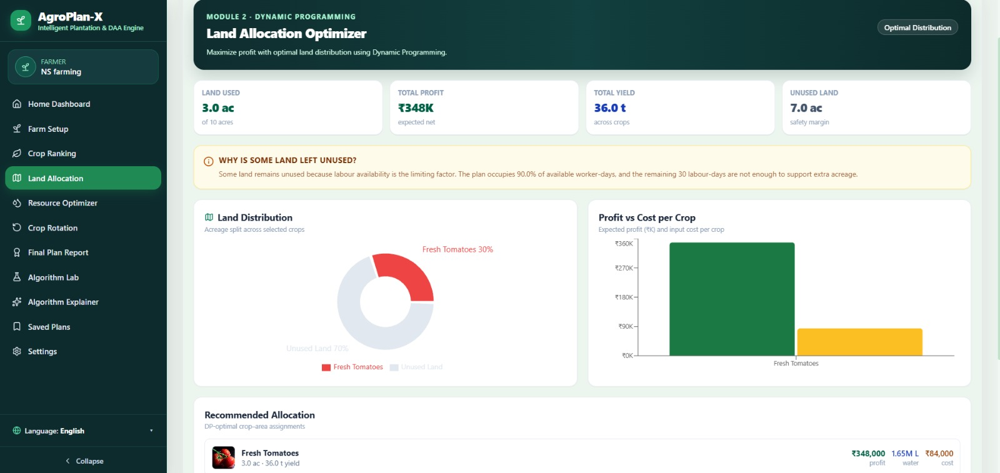 AgroPlan-X
Intelligent Plantation & DAA Engine
FARMER
NS farming
Home Dashboard
Farm Setup
Crop Ranking
Land Allocation
Resource Optimizer
Crop Rotation
Final Plan Report
Algorithm Lab
Algorithm Explainer
Saved Plans
Settings
Language: English
Collapse
MODULE 2 · DYNAMIC PROGRAMMING
Land Allocation Optimizer
Maximize profit with optimal land distribution using Dynamic Programming.
Optimal Distribution
LAND USED
3.0 ac
of 10 acres
TOTAL PROFIT
₹348K
expected net
TOTAL YIELD
36.0 t
across crops
UNUSED LAND
7.0 ac
safety margin
WHY IS SOME LAND LEFT UNUSED?
Some land remains unused because labour availability is the limiting factor. The plan occupies 90.0% of available worker-days, and the remaining 30 labour-days are not enough to support extra acreage.
Land Distribution
Acreage split across selected crops
Fresh Tomatoes 30%
Unused Land 70%
Fresh Tomatoes
Unused Land
Profit vs Cost per Crop
Expected profit (₹K) and input cost per crop
₹360K
₹270K
₹180K
₹90K
₹0K
Fresh Tomatoes
Recommended Allocation
DP-optimal crop–area assignments
Fresh Tomatoes
3.0 ac · 36.0 t yield
₹348,000
profit
1.65M L
water
₹84,000
cost